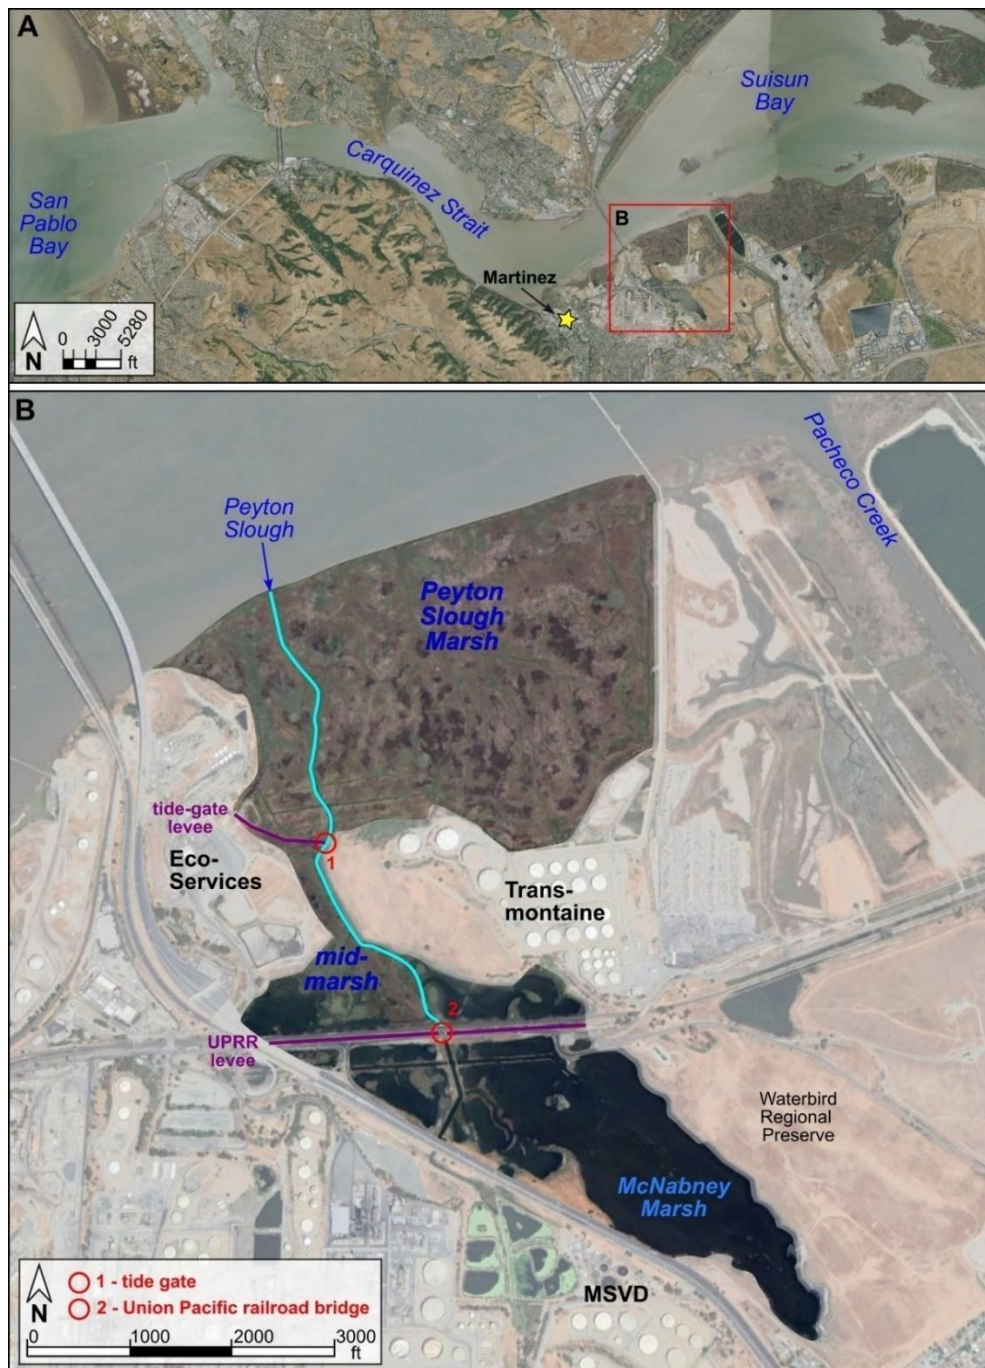 A
San
Pablo
Bay
Carquinez Strait
Suisun
Bay
Martinez
B
N
0
3000
5280
ft
B
Peyton
Slough
Peyton
Slough
Marsh
Pacheco Creek
tide-gate
levee
1
Eco-
Services
Trans-
montaine
mid-
marsh
2
UPRR
levee
Waterbird
Regional
Preserve
McNabney
Marsh
MSVD
N
1 - tide gate
2 - Union Pacific railroad bridge
0 1000 2000 3000
ft